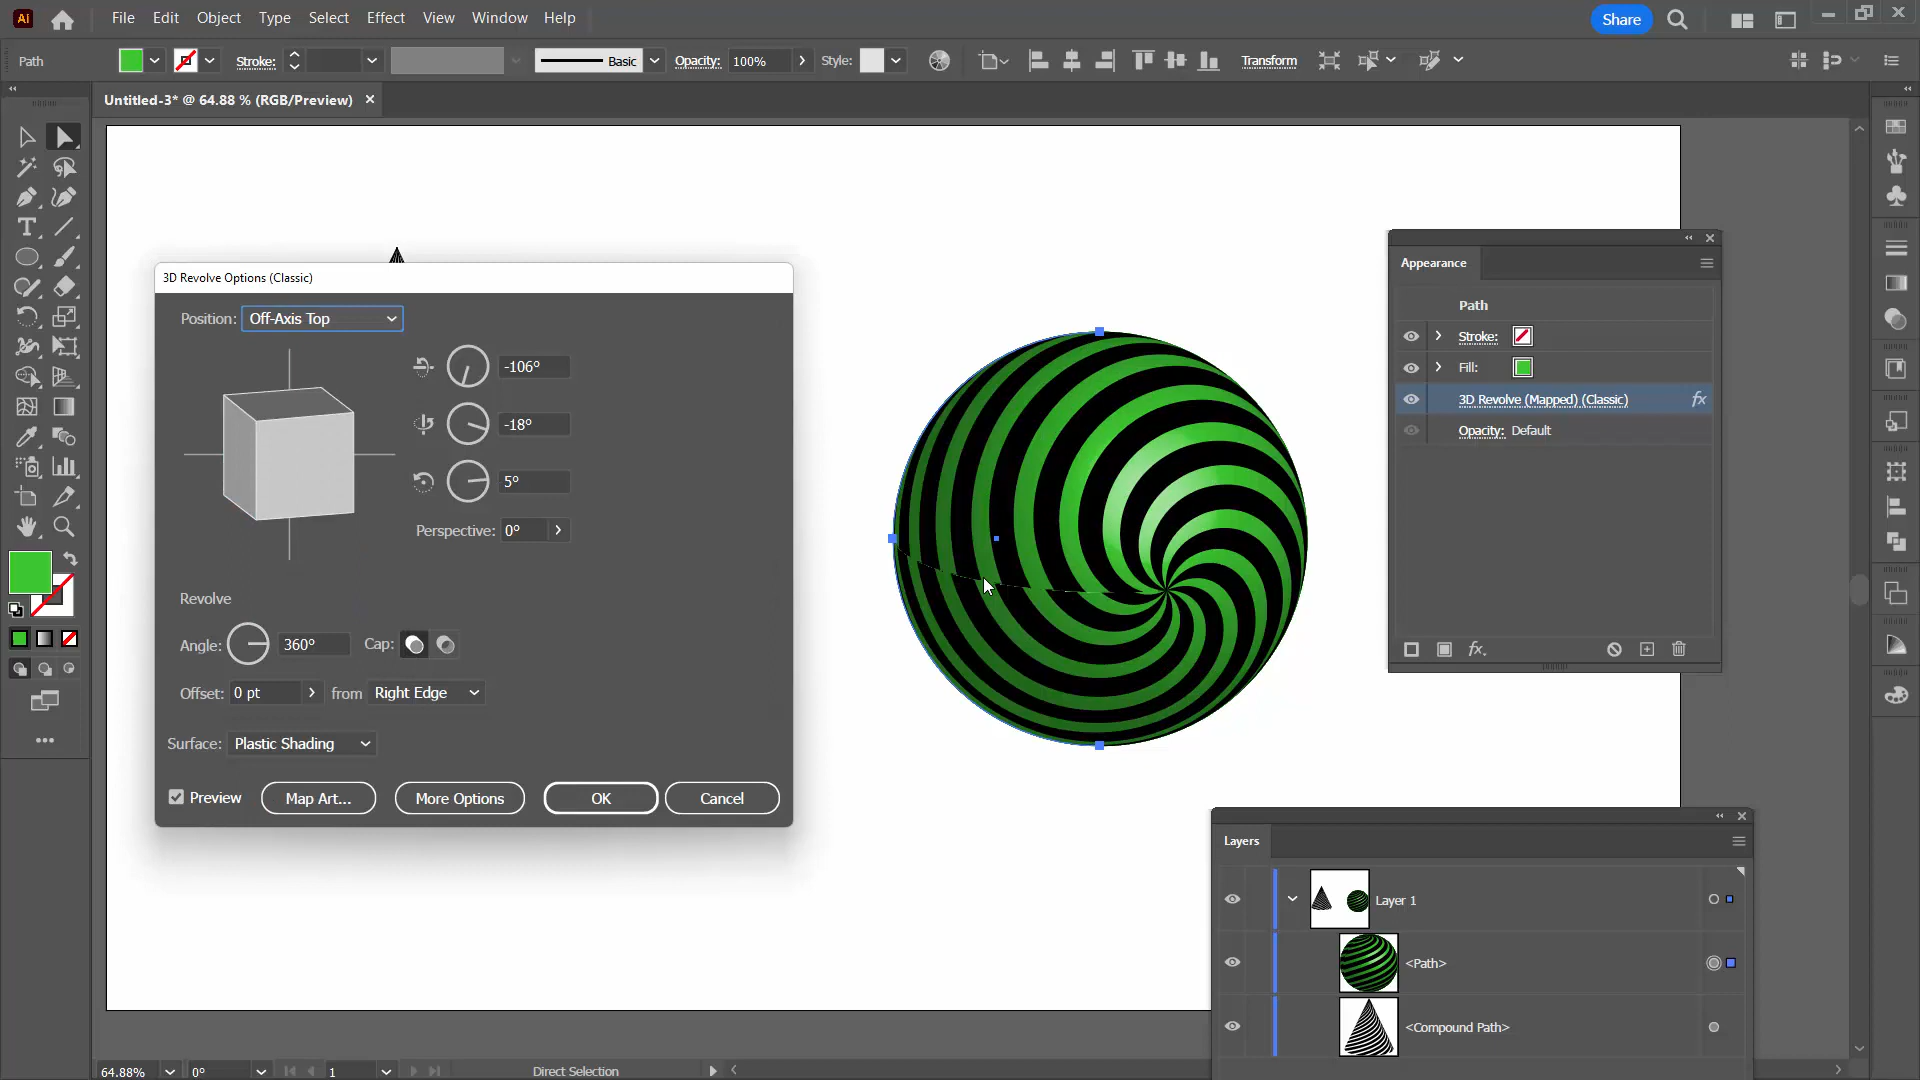 Ai File Edit Object Type Select Effect View Window Help Share
Path Stroke: Basic Opacity: 100% Style: Transform
Untitled-3* @ 64.88 % (RGB/Preview)
3D Revolve Options (Classic)
Position: Off-Axis Top
-106°
-18°
5°
Perspective: 0°
Revolve
Angle: 360° Cap:
Offset: 0 pt from Right Edge
Surface: Plastic Shading
Preview Map Art... More Options OK Cancel
Appearance
Path
Stroke:
Fill:
3D Revolve (Mapped) (Classic) fx
Opacity: Default
fx
Layers
Layer 1
<Path>
<Compound Path>
64.88% 0° 1 Direct Selection